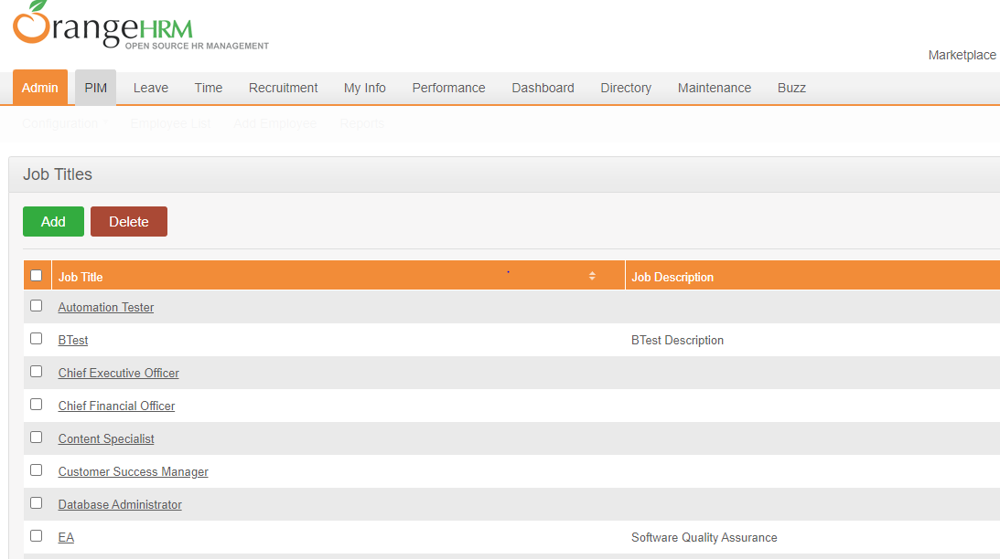 OrangeHRM
OPEN SOURCE HR MANAGEMENT
Marketplace
Admin PIM Leave Time Recruitment My Info Performance Dashboard Directory Maintenance Buzz
Configuration Employee List Add Employee Reports
Job Titles
Add Delete
Job Title Job Description
Automation Tester
BTest BTest Description
Chief Executive Officer
Chief Financial Officer
Content Specialist
Customer Success Manager
Database Administrator
EA Software Quality Assurance